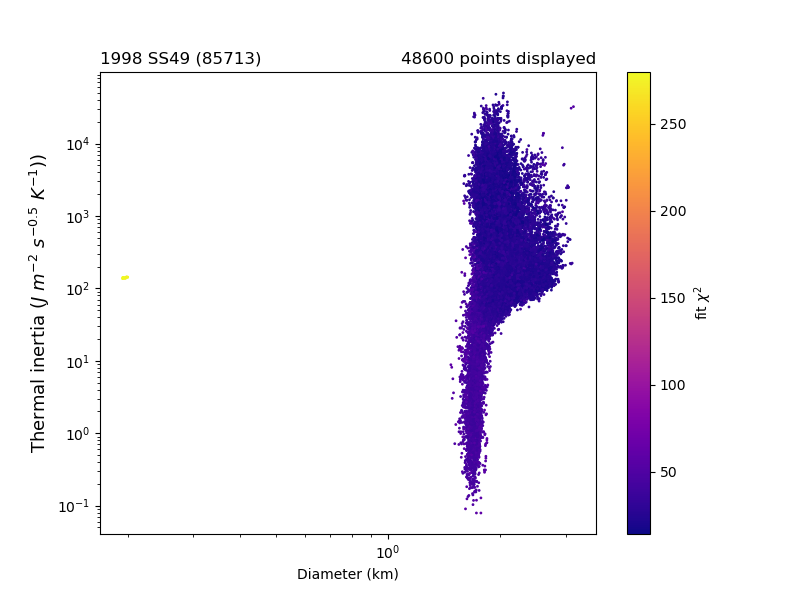 1998 SS49 (85713)
48600 points displayed
Thermal inertia (J m⁻² s⁻⁰·⁵ K⁻¹))
10⁴
10³
10²
10¹
10⁰
10⁻¹
10⁰
Diameter (km)
250
200
150
100
50
fit χ²